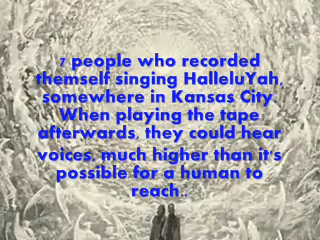 7 people who recorded
themself singing HalleluYah,
somewhere in Kansas City.
When playing the tape
afterwards, they could hear
voices, much higher than it's
possible for a human to
reach..